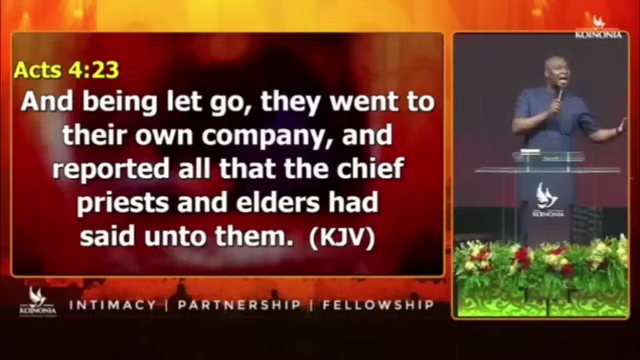 KOINONIA
Acts 4:23
And being let go, they went to
their own company, and
reported all that the chief
priests and elders had
said unto them. (KJV)
KOINONIA
KOINONIA
INTIMACY | PARTNERSHIP | FELLOWSHIP